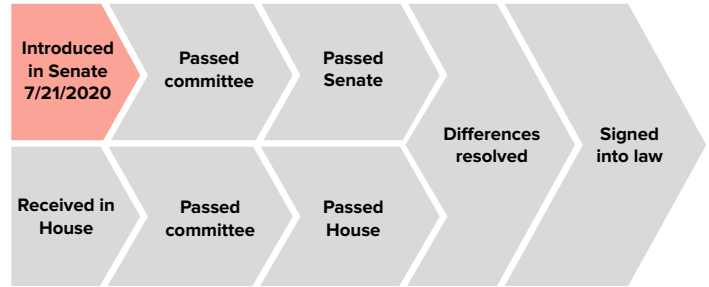 Introduced
in Senate
7/21/2020
Passed
committee
Passed
Senate
Differences
resolved
Signed
into law
Received in
House
Passed
committee
Passed
House